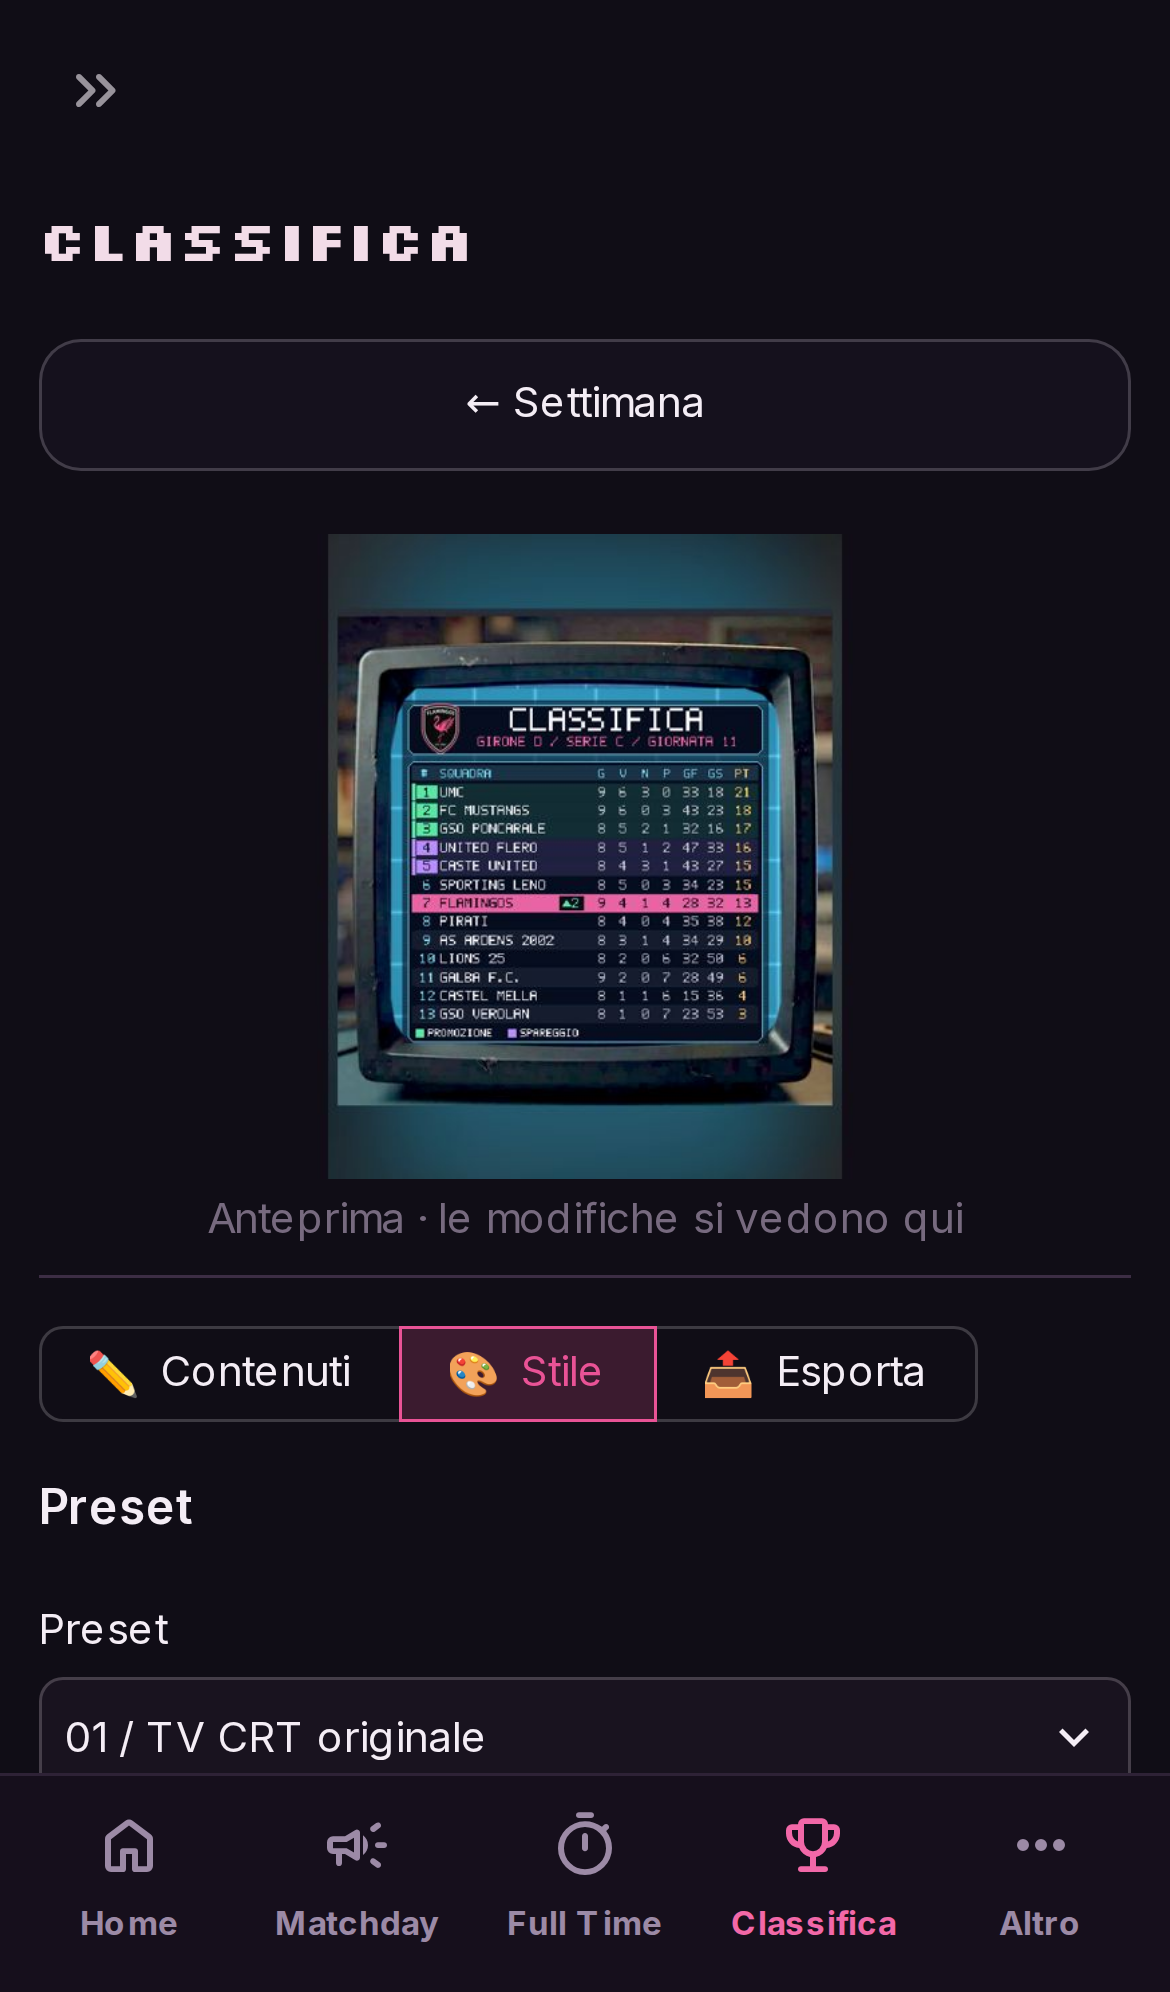 CLASSIFICA
← Settimana
FLAMINGOS
CLASSIFICA
GIRONE D / SERIE C / GIORNATA 11
# SQUADRA G V N P GF GS PT
1 UMC 9 6 3 0 33 18 21
2 FC MUSTANGS 9 6 0 3 43 23 18
3 GSO PONCARALE 8 5 2 1 32 16 17
4 UNITED FLERO 8 5 1 2 47 33 16
5 CASTE UNITED 8 4 3 1 43 27 15
6 SPORTING LENO 8 5 0 3 34 23 15
7 FLAMINGOS ▲2 9 4 1 4 28 32 13
8 PIRATI 8 4 0 4 35 38 12
9 AS ARDENS 2002 8 3 1 4 34 29 10
10 LIONS 25 8 2 0 6 32 50 6
11 GALBA F.C. 9 2 0 7 28 49 6
12 CASTEL MELLA 8 1 1 6 15 36 4
13 GSO VEROLAN 8 1 0 7 23 53 3
PROMOZIONE SPAREGGIO
Anteprima · le modifiche si vedono qui
✏️ Contenuti 🎨 Stile 📤 Esporta
Preset
Preset
01 / TV CRT originale
Home Matchday Full Time Classifica Altro